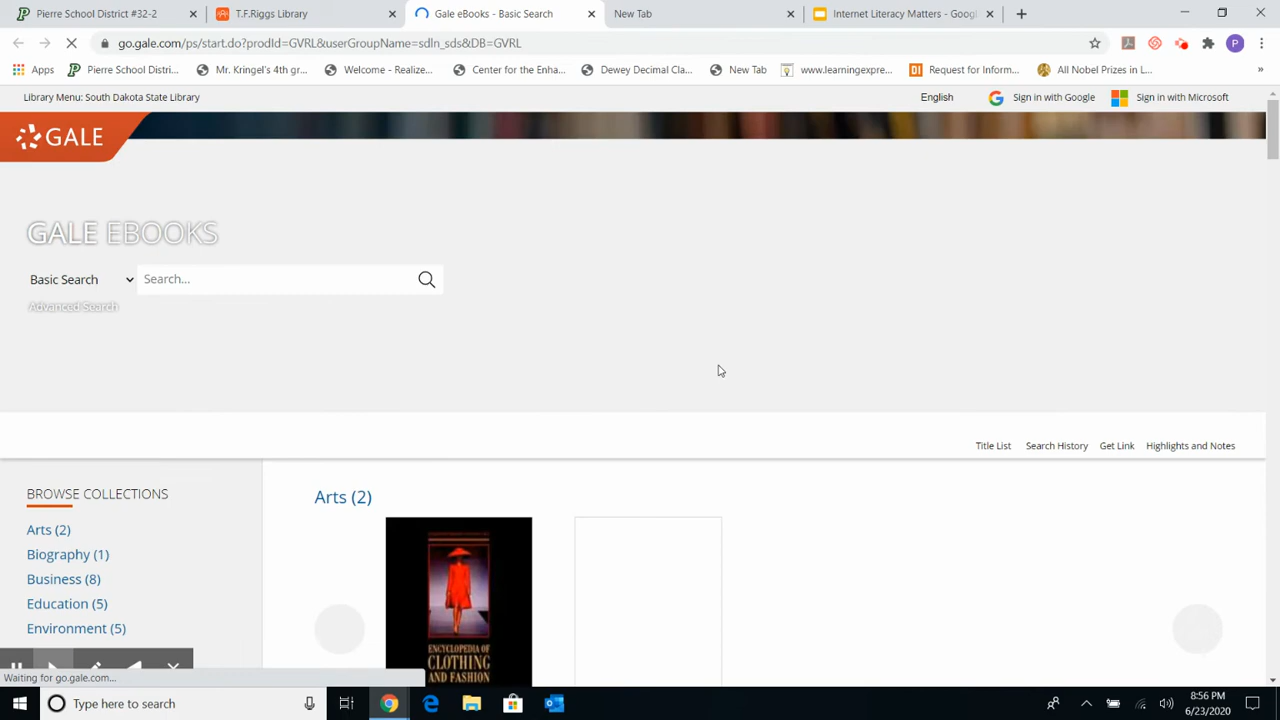 Pierre School District #32-2
T.F.Riggs Library
Gale eBooks - Basic Search
New Tab
Internet Literacy Matters - Googl
go.gale.com/ps/start.do?prodId=GVRL&userGroupName=sdln_sds&DB=GVRL
P
Apps
Pierre School Distri...
Mr. Kringel's 4th gr...
Welcome - Realize...
Center for the Enha...
Dewey Decimal Cla...
New Tab
www.learningexpre...
DI
Request for Inform...
All Nobel Prizes in L...
Library Menu: South Dakota State Library
English
Sign in with Google
Sign in with Microsoft
GALE
GALE EBOOKS
Basic Search
Search...
Advanced Search
Title List
Search History
Get Link
Highlights and Notes
BROWSE COLLECTIONS
Arts (2)
Biography (1)
Business (8)
Education (5)
Environment (5)
Arts (2)
ENCYCLOPEDIA OF
CLOTHING
AND FASHION
Waiting for go.gale.com...
Type here to search
8:56 PM
6/23/2020